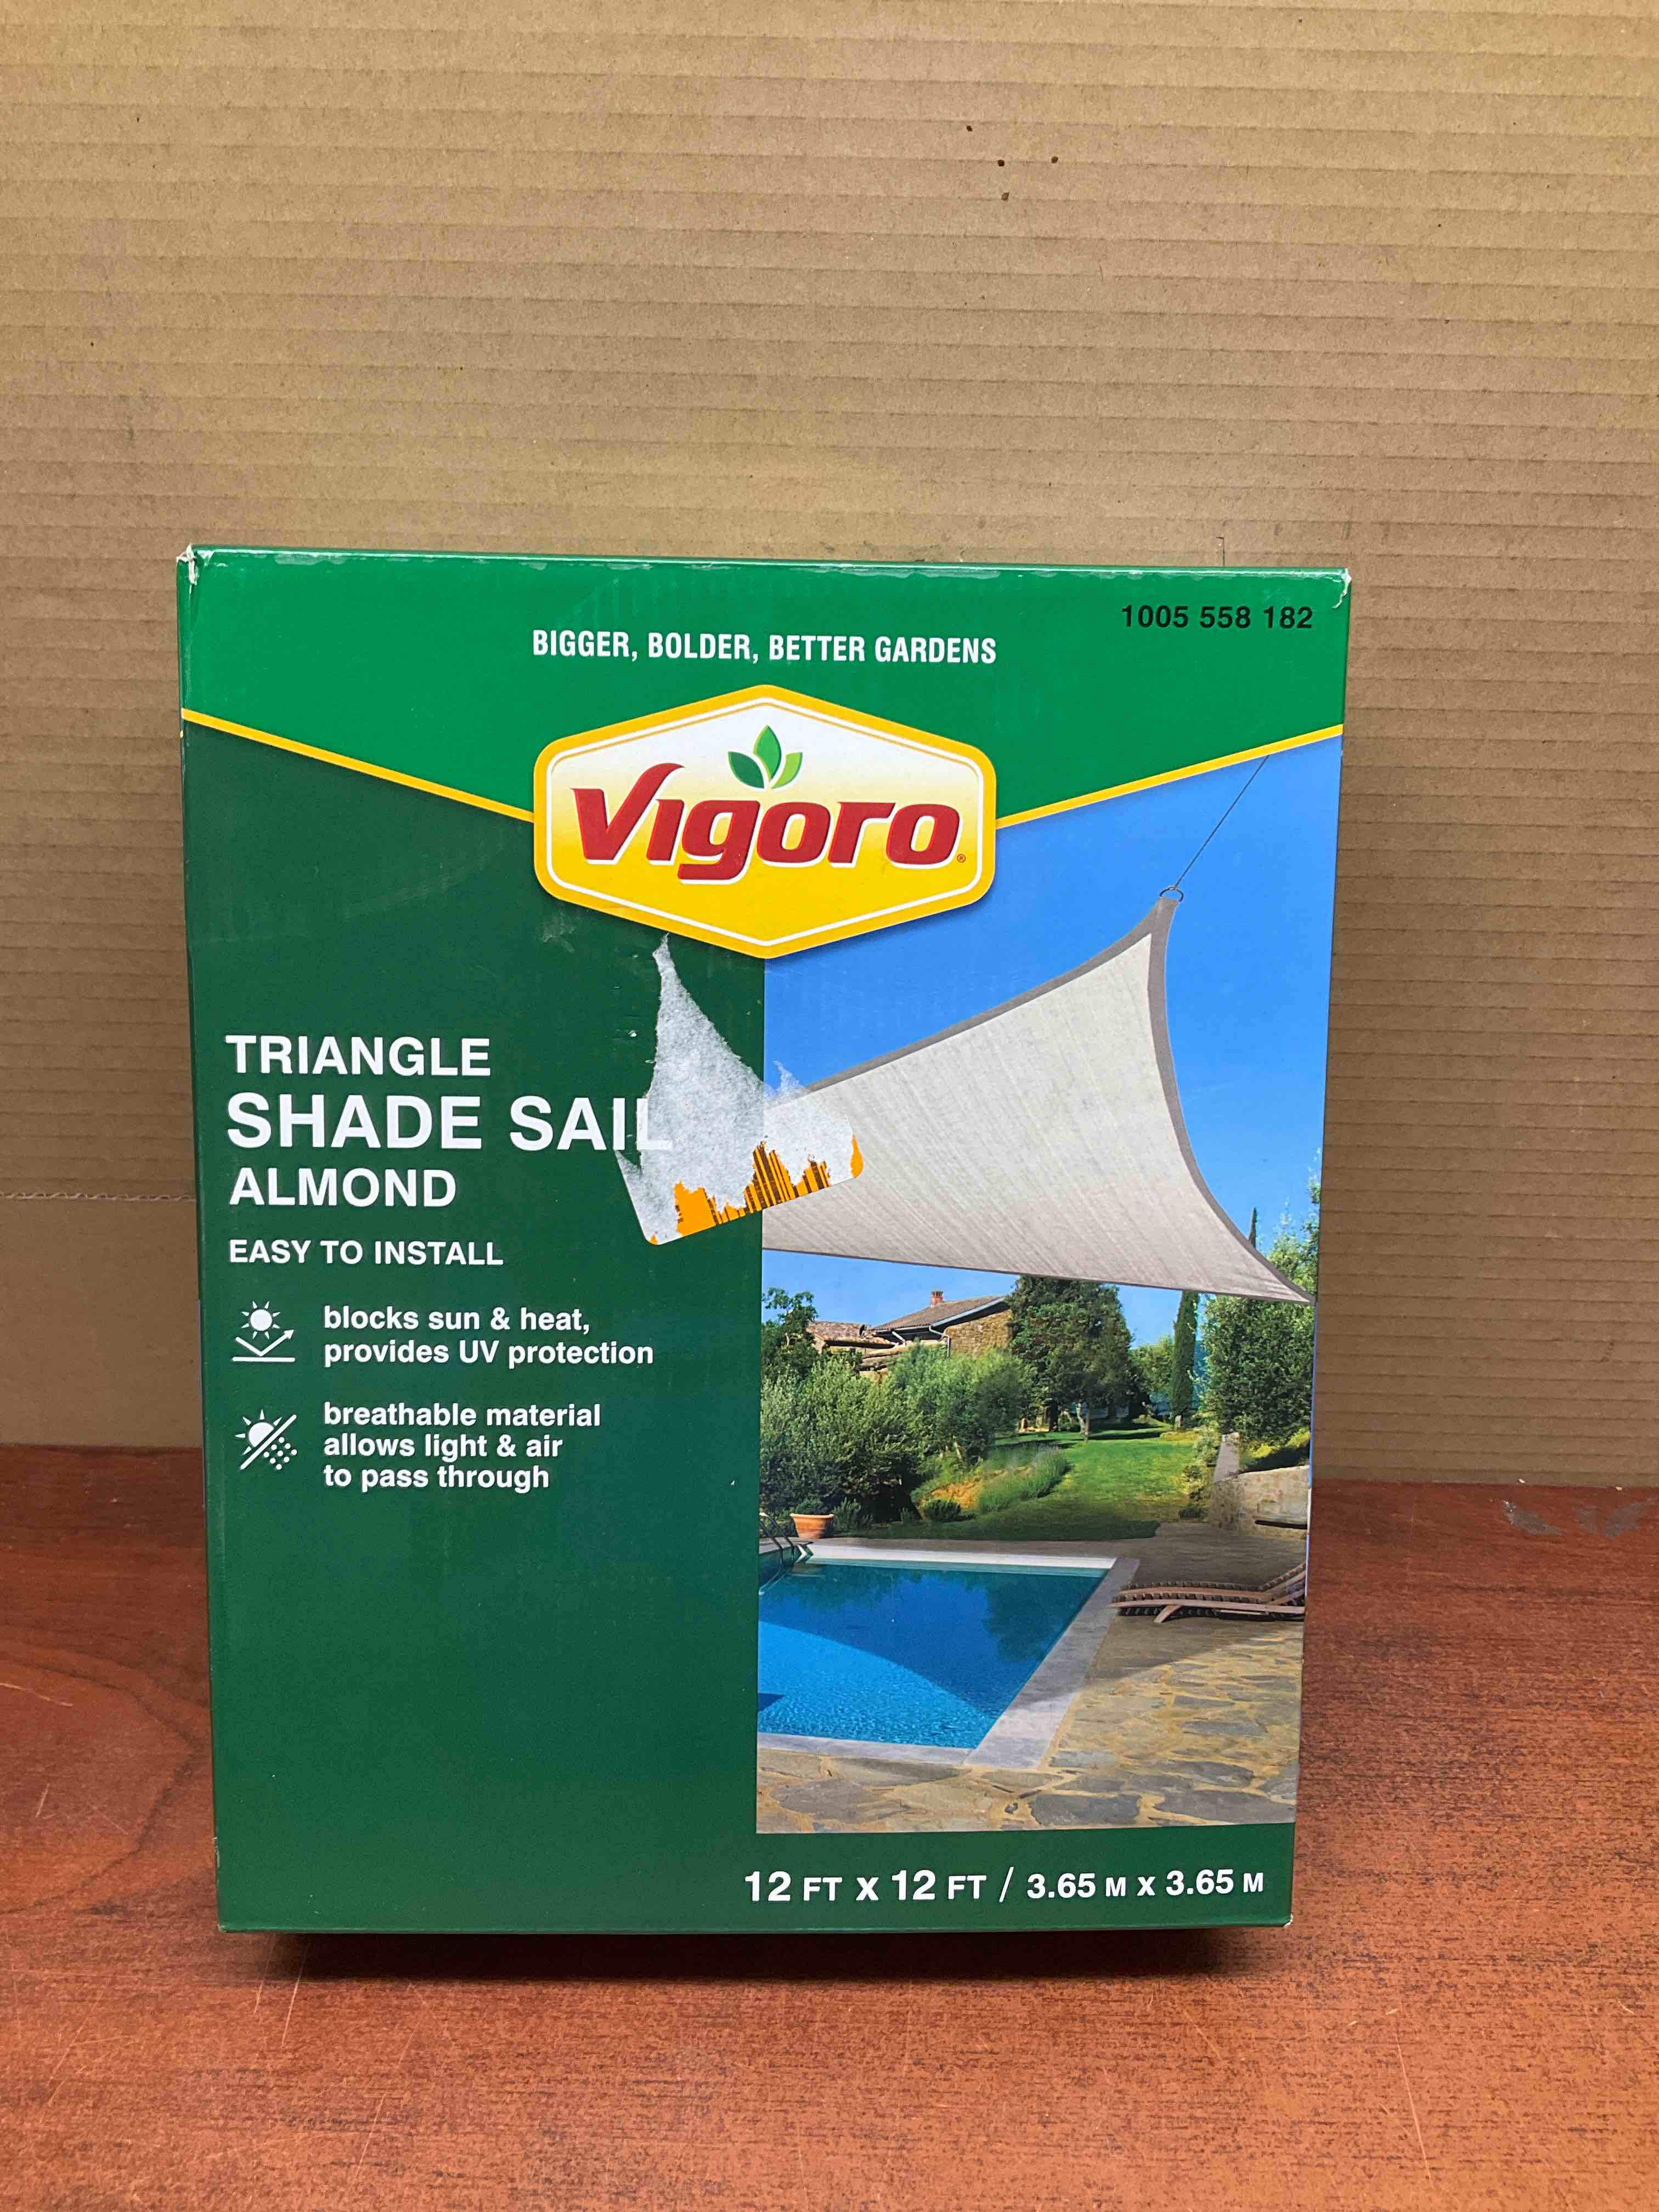 1005 558 182
BIGGER, BOLDER, BETTER GARDENS
Vigoro®
TRIANGLE
SHADE SAIL
ALMOND
EASY TO INSTALL
blocks sun & heat,
provides UV protection
breathable material
allows light & air
to pass through
12 FT X 12 FT / 3.65 M X 3.65 M